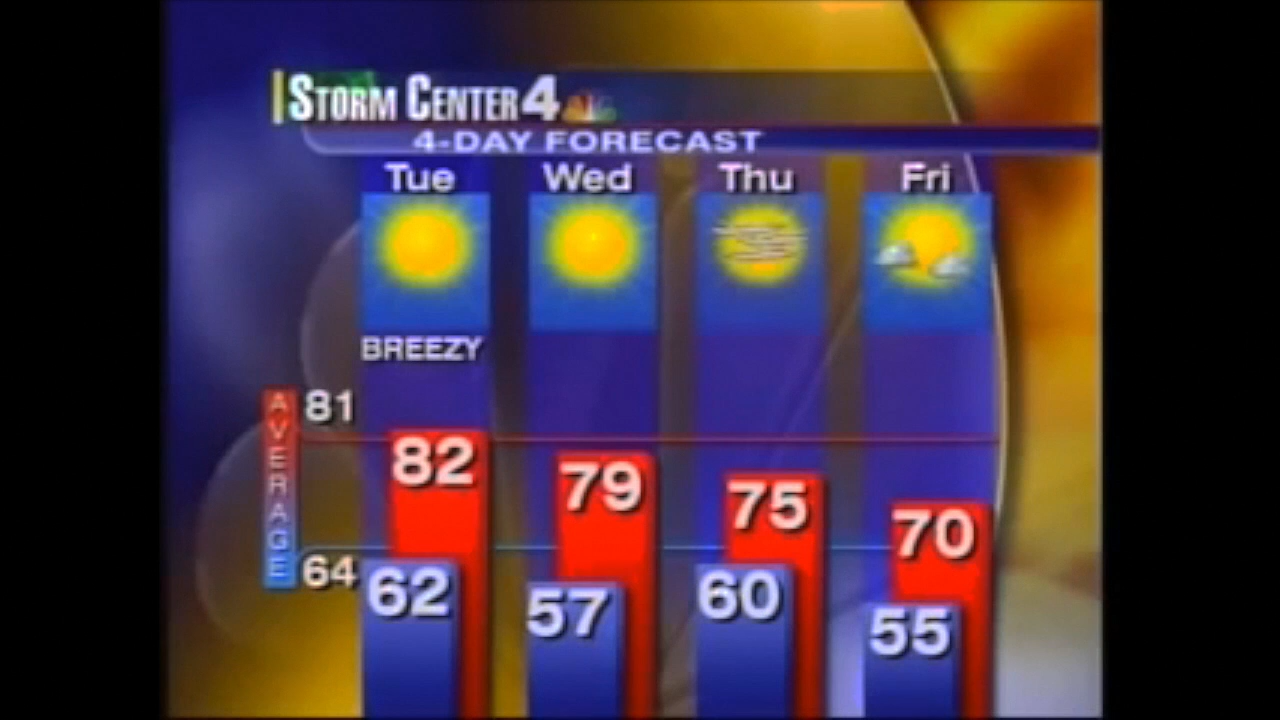 STORM CENTER 4
4-DAY FORECAST
Tue Wed Thu Fri
BREEZY
AVERAGE
81
82 79 75 70
64
62 57 60 55